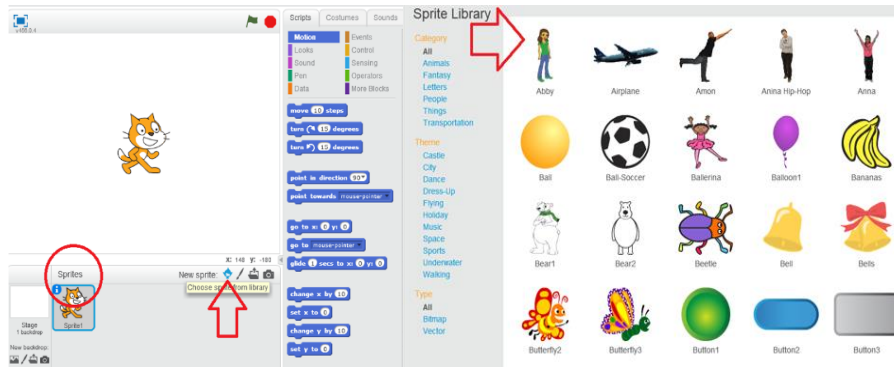 v456.0.4
X: 148 Y: -183
Sprites
New sprite:
Choose sprite from library
Sprite1
Stage
1 backdrop
New backdrop:
Scripts Costumes Sounds
Motion Events
Looks Control
Sound Sensing
Pen Operators
Data More Blocks
move 10 steps
turn 15 degrees
turn 15 degrees
point in direction 90
point towards mouse-pointer
go to x: 0 y: 0
go to mouse-pointer
glide 1 secs to x: 0 y: 0
change x by 10
set x to 0
change y by 10
set y to 0
Sprite Library
Category
All
Animals
Fantasy
Letters
People
Things
Transportation
Theme
Castle
City
Dance
Dress-Up
Flying
Holiday
Music
Space
Sports
Underwater
Walking
Type
All
Bitmap
Vector
Abby Airplane Amon Anina Hip-Hop Anna
Ball Ball-Soccer Ballerina Balloon1 Bananas
Bear1 Bear2 Beetle Bell Bells
Butterfly2 Butterfly3 Button1 Button2 Button3